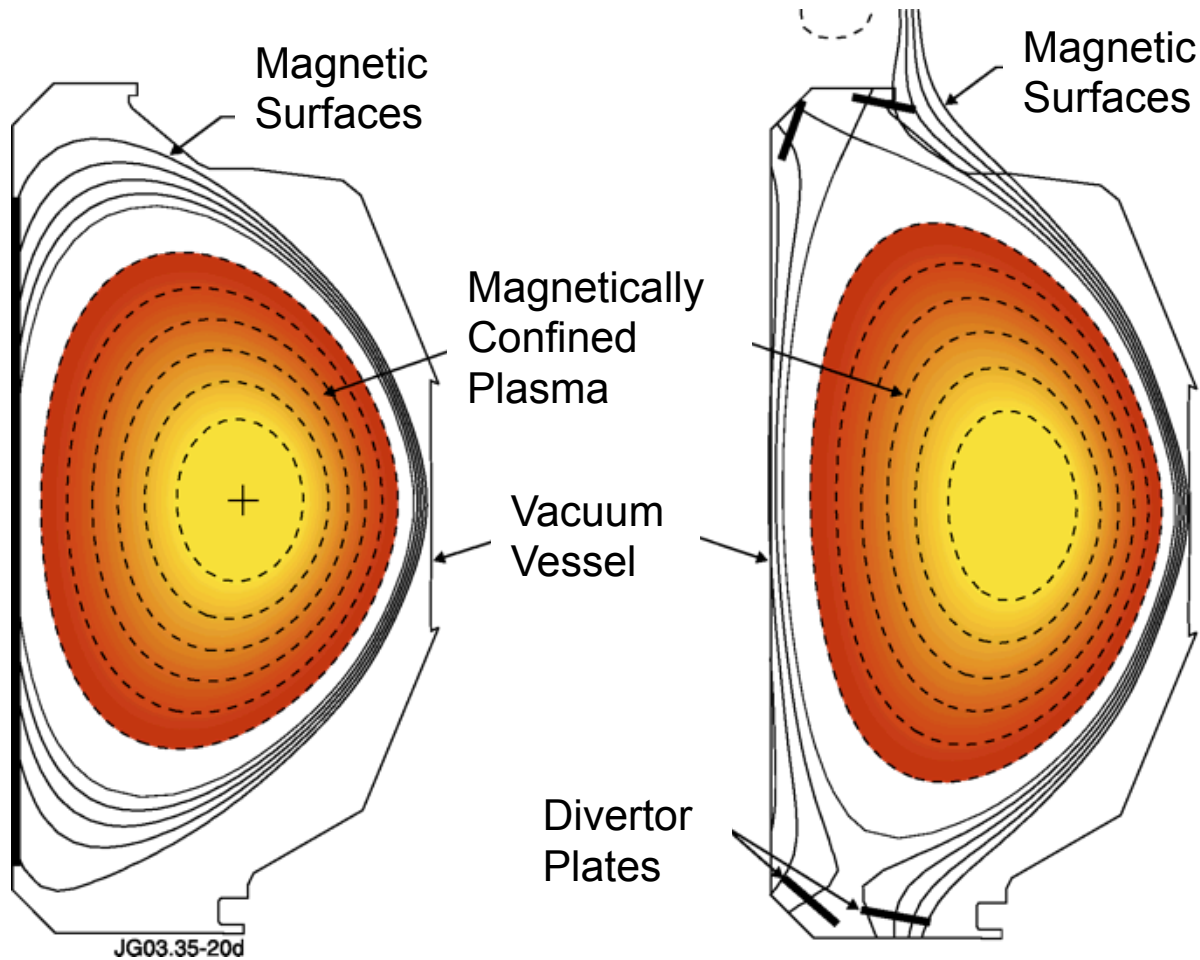 Magnetic
Surfaces
Magnetic
Surfaces
Magnetically
Confined
Plasma
Vacuum
Vessel
Divertor
Plates
JG03.35-20d